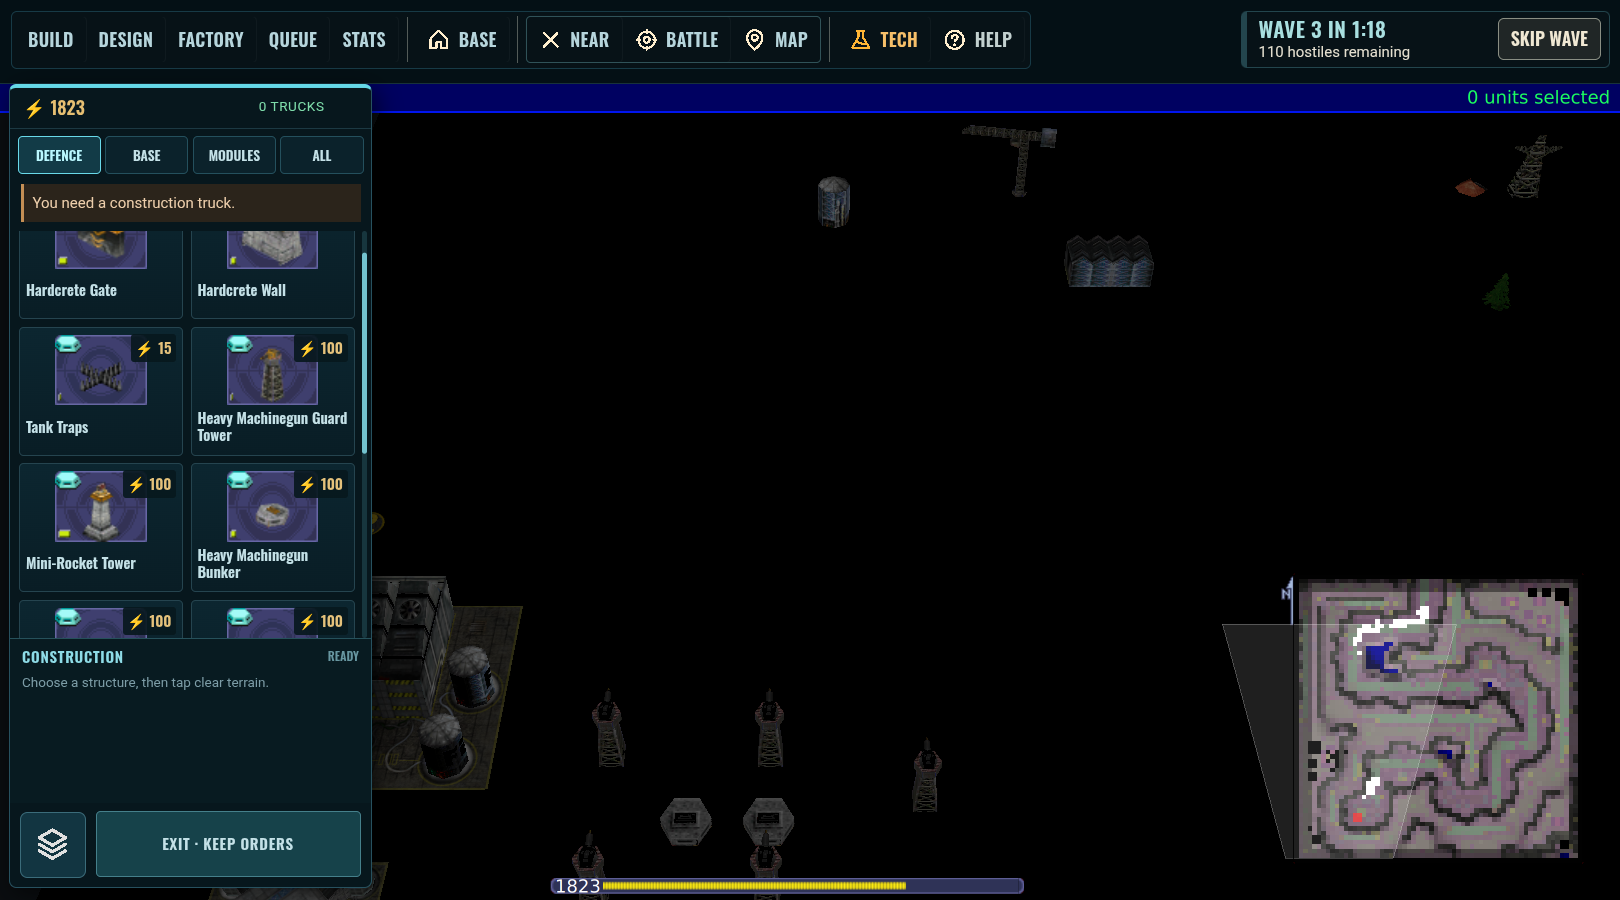 BUILD DESIGN FACTORY QUEUE STATS BASE NEAR BATTLE MAP TECH HELP
WAVE 3 IN 1:18
110 hostiles remaining
SKIP WAVE
0 units selected
1823
0 TRUCKS
DEFENCE BASE MODULES ALL
You need a construction truck.
Hardcrete Gate
Hardcrete Wall
15
Tank Traps
100
Heavy Machinegun Guard
Tower
100
Mini-Rocket Tower
100
Heavy Machinegun
Bunker
100
100
CONSTRUCTION
READY
Choose a structure, then tap clear terrain.
EXIT · KEEP ORDERS
1823
N